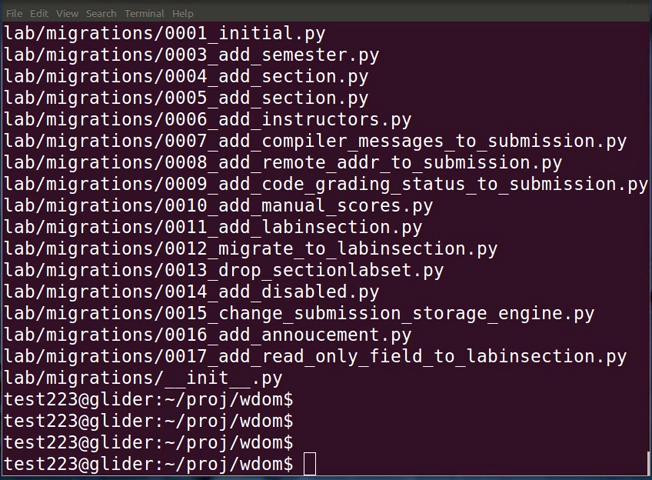 File Edit View Search Terminal Help
lab/migrations/0001_initial.py
lab/migrations/0003_add_semester.py
lab/migrations/0004_add_section.py
lab/migrations/0005_add_section.py
lab/migrations/0006_add_instructors.py
lab/migrations/0007_add_compiler_messages_to_submission.py
lab/migrations/0008_add_remote_addr_to_submission.py
lab/migrations/0009_add_code_grading_status_to_submission.py
lab/migrations/0010_add_manual_scores.py
lab/migrations/0011_add_labinsection.py
lab/migrations/0012_migrate_to_labinsection.py
lab/migrations/0013_drop_sectionlabset.py
lab/migrations/0014_add_disabled.py
lab/migrations/0015_change_submission_storage_engine.py
lab/migrations/0016_add_annoucement.py
lab/migrations/0017_add_read_only_field_to_labinsection.py
lab/migrations/__init__.py
test223@glider:~/proj/wdom$
test223@glider:~/proj/wdom$
test223@glider:~/proj/wdom$
test223@glider:~/proj/wdom$